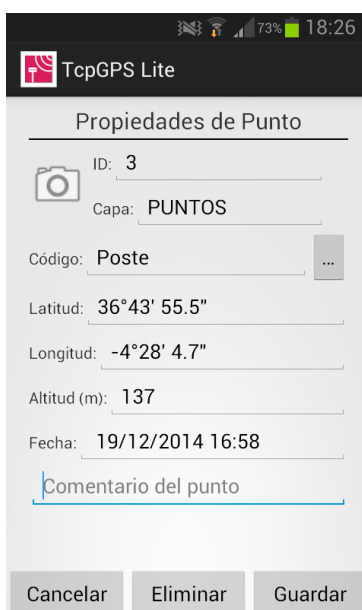 73% 18:26
TcpGPS Lite
Propiedades de Punto
ID: 3
Capa: PUNTOS
Código: Poste ...
Latitud: 36°43' 55.5"
Longitud: -4°28' 4.7"
Altitud (m): 137
Fecha: 19/12/2014 16:58
Comentario del punto
Cancelar Eliminar Guardar